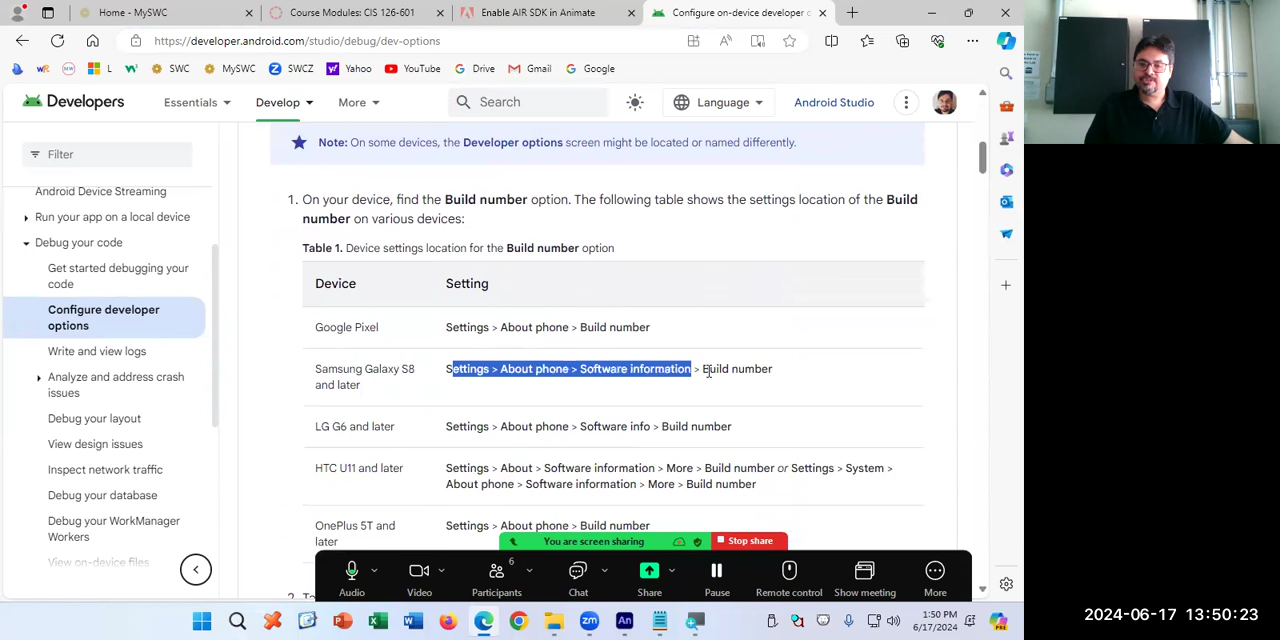 Home - MySWC
Course Modules: CIS 126-601
Enable AIR SDK in Animate
Configure on-device developer o
https://developer.android.com/studio/debug/dev-options
L
SWC
MySWC
SWCZ
Yahoo
YouTube
Drive
Gmail
Google
Developers
Essentials
Develop
More
Search
Language
Android Studio
Filter
Android Device Streaming
Run your app on a local device
Debug your code
Get started debugging your
code
Configure developer
options
Write and view logs
Analyze and address crash
issues
Debug your layout
View design issues
Inspect network traffic
Debug your database
Debug your WorkManager
Workers
View on-device files
Note: On some devices, the Developer options screen might be located or named differently.
1. On your device, find the Build number option. The following table shows the settings location of the Build
number on various devices:
Table 1. Device settings location for the Build number option
Device Setting
Google Pixel Settings > About phone > Build number
Samsung Galaxy S8 Settings > About phone > Software information > Build number
and later
LG G6 and later Settings > About phone > Software info > Build number
HTC U11 and later Settings > About > Software information > More > Build number or Settings > System >
About phone > Software information > More > Build number
OnePlus 5T and Settings > About phone > Build number
later
You are screen sharing
Stop share
6
Audio
Video
Participants
Chat
Share
Pause
Remote control
Show meeting
More
1:50 PM
6/17/2024
2024-06-17 13:50:23